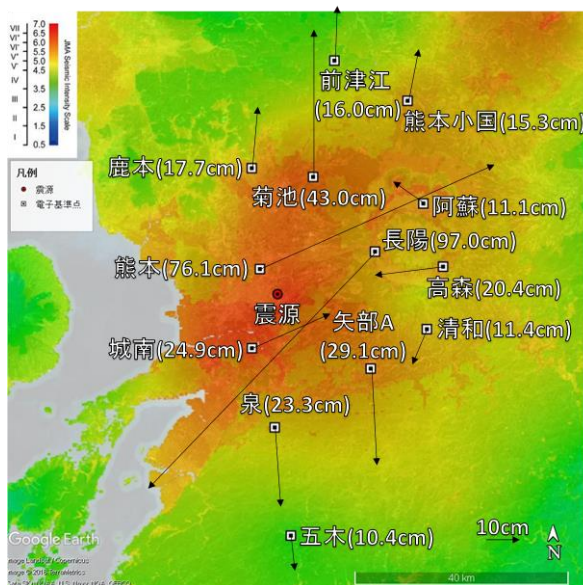 VII
VI⁺
VI⁻
V⁺
V⁻
IV
III
II
I
7.0
6.5
6.0
5.5
5.0
4.5
3.5
2.5
1.5
0.5
JMA Seismic Intensity Scale
凡例
震源
電子基準点
前津江
(16.0cm)
熊本小国(15.3cm)
鹿本(17.7cm)
菊池(43.0cm)
阿蘇(11.1cm)
長陽(97.0cm)
熊本(76.1cm)
高森(20.4cm)
震源
矢部A
(29.1cm)
清和(11.4cm)
城南(24.9cm)
泉(23.3cm)
五木(10.4cm)
10cm
N
Google Earth
40 km